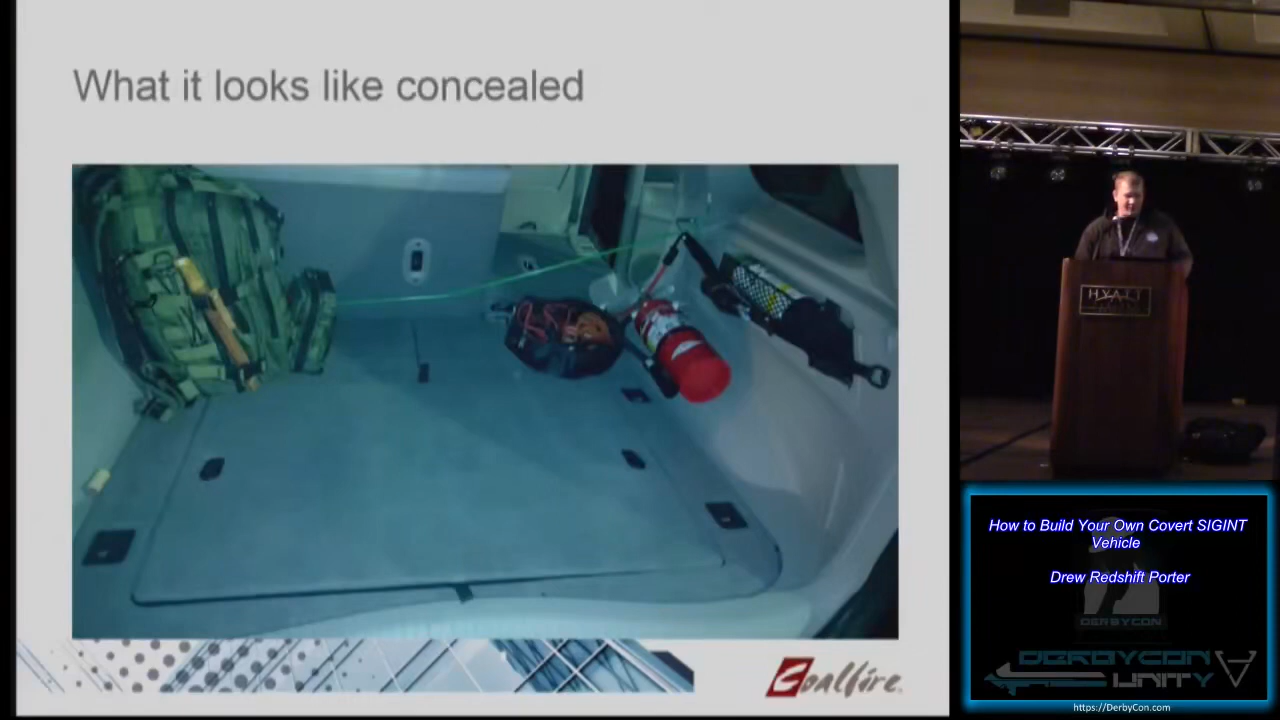 What it looks like concealed
Coalfire
HYATT
How to Build Your Own Covert SIGINT
Vehicle
Drew Redshift Porter
DERBYCON
DERBYCON
UNITY
https://DerbyCon.com